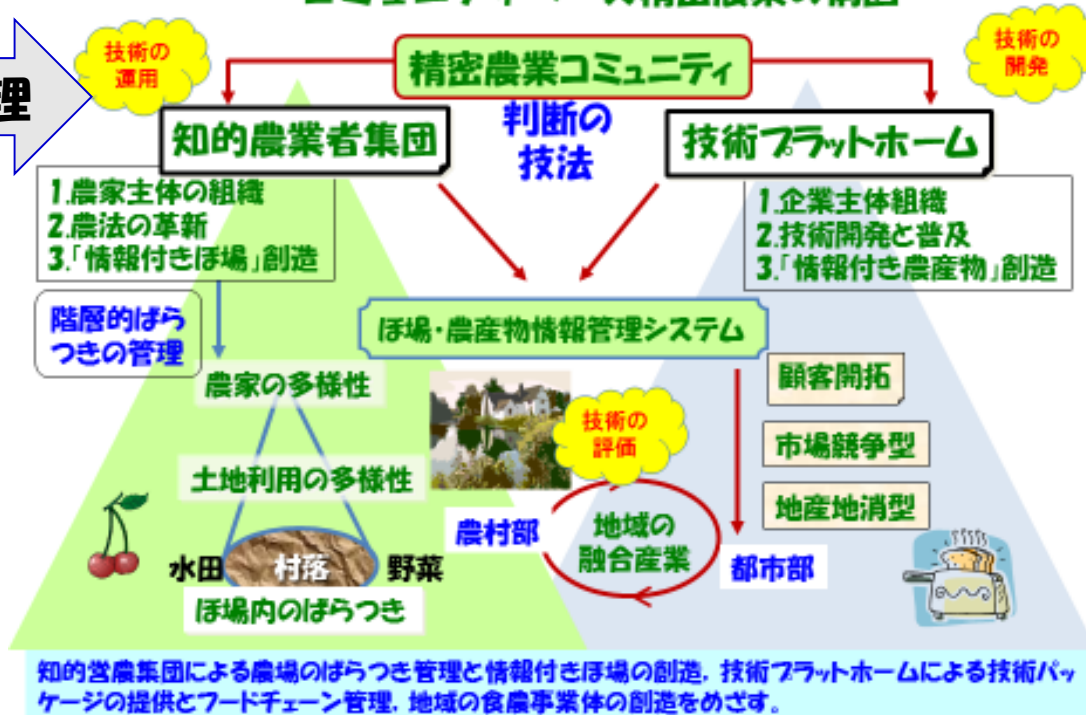 技術の
運用
精密農業コミュニティ
技術の
開発
理
知的農業者集団
判断の
技法
技術プラットホーム
1.農家主体の組織
2.農法の革新
3.「情報付きほ場」創造
1.企業主体組織
2.技術開発と普及
3.「情報付き農産物」創造
階層的ばら
つきの管理
ほ場・農産物情報管理システム
農家の多様性
顧客開拓
技術の
評価
市場競争型
土地利用の多様性
地産地消型
農村部
地域の
融合産業
都市部
水田
村落
野菜
ほ場内のばらつき
知的営農集団による農場のばらつき管理と情報付きほ場の創造, 技術プラットホームによる技術パッ
ケージの提供とフードチェーン管理, 地域の食農事業体の創造をめざす。